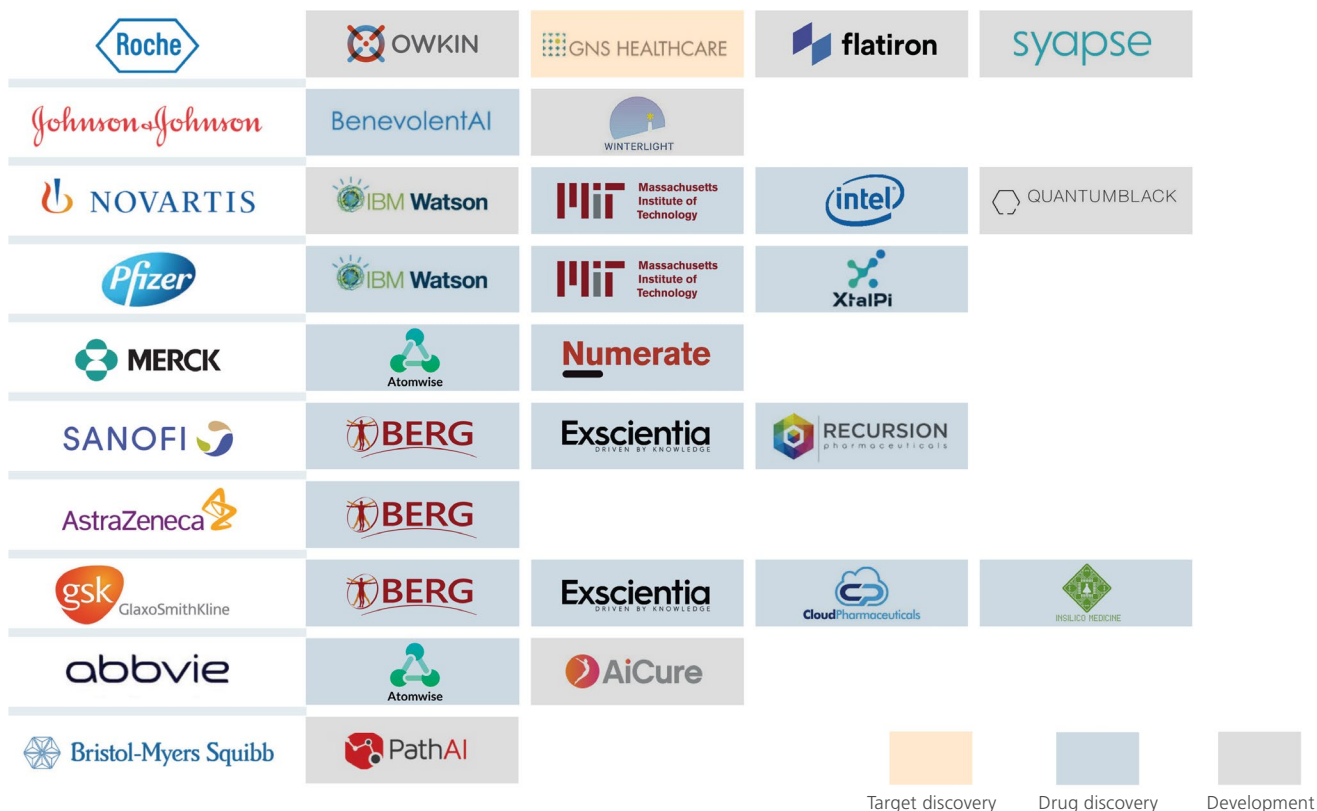 Roche
OWKIN
GNS HEALTHCARE
flatiron
syapse
Johnson & Johnson
BenevolentAI
WINTERLIGHT
NOVARTIS
IBM Watson
Massachusetts
Institute of
Technology
intel
QUANTUMBLACK
Pfizer
IBM Watson
Massachusetts
Institute of
Technology
XtalPi
MERCK
Atomwise
Numerate
SANOFI
BERG
Exscientia
DRIVEN BY KNOWLEDGE
RECURSION
pharmaceuticals
AstraZeneca
BERG
gsk
GlaxoSmithKline
BERG
Exscientia
DRIVEN BY KNOWLEDGE
CloudPharmaceuticals
INSILICO MEDICINE
abbvie
Atomwise
AiCure
Bristol-Myers Squibb
PathAI
Target discovery
Drug discovery
Development